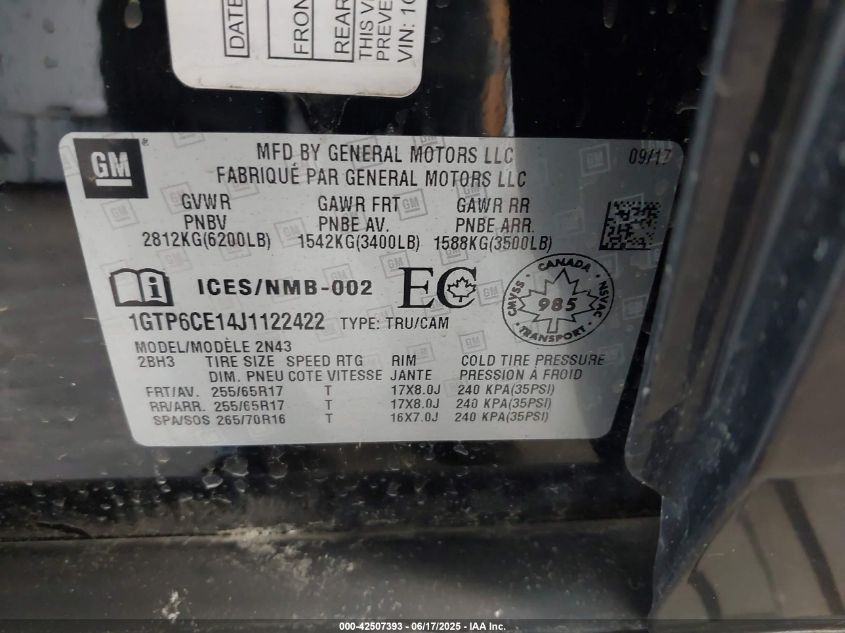 DATE
FRON
REAR
THIS V
PREVE
VIN: 1G
GM
MFD BY GENERAL MOTORS LLC 09/17
FABRIQUÉ PAR GENERAL MOTORS LLC
GVWR GAWR FRT GAWR RR
PNBV PNBE AV. PNBE ARR.
2812KG(6200LB) 1542KG(3400LB) 1588KG(3500LB)
i ICES/NMB-002 EC
CANADA
CMVSS 985 NSVAC
TRANSPORT
1GTP6CE14J1122422 TYPE: TRU/CAM
MODEL/MODÈLE 2N43
2BH3 TIRE SIZE SPEED RTG RIM COLD TIRE PRESSURE
DIM. PNEU COTE VITESSE JANTE PRESSION À FROID
FRT/AV. 255/65R17 T 17X8.0J 240 KPA(35PSI)
RR/ARR. 255/65R17 T 17X8.0J 240 KPA(35PSI)
SPA/SOS 265/70R16 T 16X7.0J 240 KPA(35PSI)
000-42507393 - 06/17/2025 - IAA, Inc.